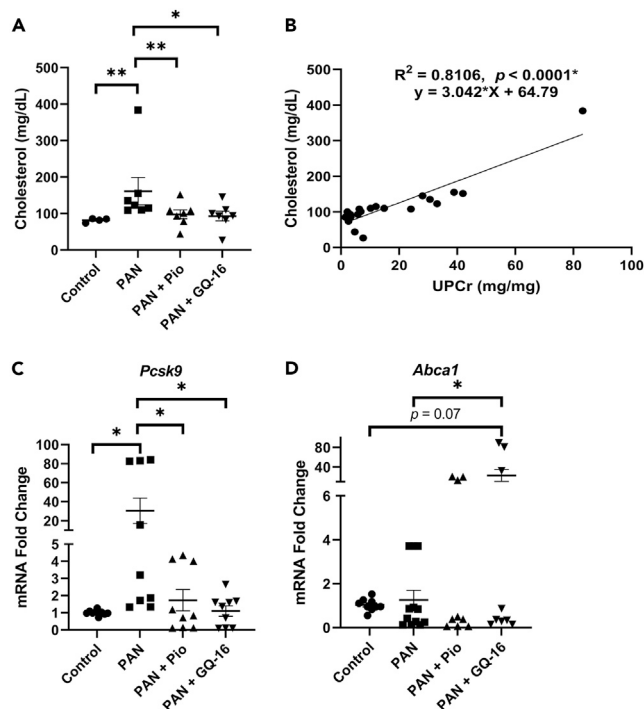 A
*
**
**
Cholesterol (mg/dL)
500
400
300
200
100
0
Control
PAN
PAN + Pio
PAN + GQ-16
B
R2 = 0.8106, p < 0.0001*
y = 3.042*X + 64.79
Cholesterol (mg/dL)
500
400
300
200
100
0
0 20 40 60 80 100
UPCr (mg/mg)
C
Pcsk9
*
*
*
mRNA Fold Change
100
80
60
40
20
5
4
3
2
1
0
Control
PAN
PAN + Pio
PAN + GQ-16
D
Abca1
*
p = 0.07
mRNA Fold Change
80
40
6
4
2
0
Control
PAN
PAN + Pio
PAN + GQ-16